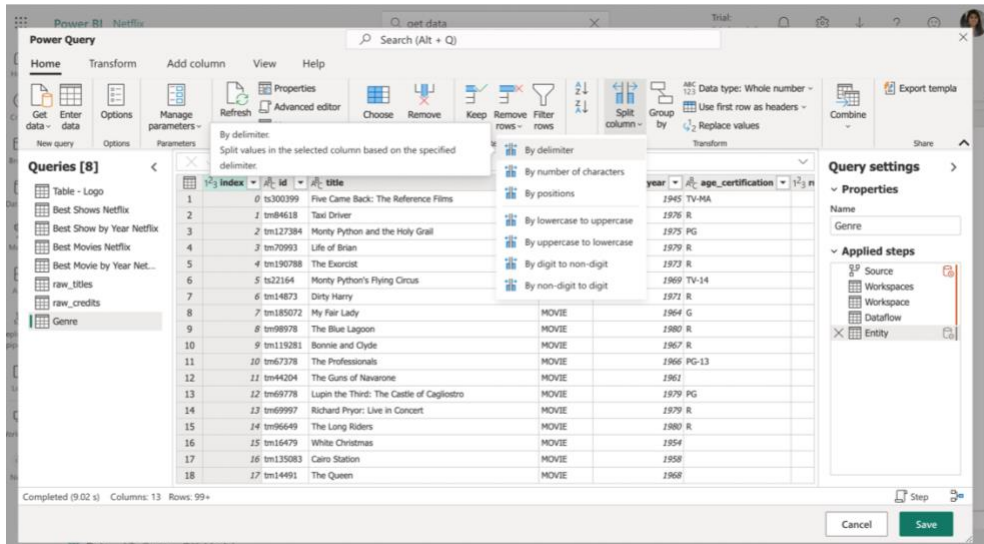 Power BI Netflix
get data
Trial:
Power Query
Search (Alt + Q)
Home Transform Add column View Help
Get data
Enter data
Options
Manage parameters
Refresh
Properties
Advanced editor
Choose
Remove
Keep
Remove rows
Filter rows
Split column
Group by
Data type: Whole number
Use first row as headers
Replace values
Combine
Export templa
New query Options Parameters Transform Share
By delimiter.
Split values in the selected column based on the specified
delimiter.
By delimiter
By number of characters
By positions
By lowercase to uppercase
By uppercase to lowercase
By digit to non-digit
By non-digit to digit
Queries [8]
Table - Logo
Best Shows Netflix
Best Show by Year Netflix
Best Movies Netflix
Best Movie by Year Net...
raw_titles
raw_credits
Genre
index id title year age_certification
1 0 ts300399 Five Came Back: The Reference Films 1945 TV-MA
2 1 tm84618 Taxi Driver 1976 R
3 2 tm127384 Monty Python and the Holy Grail 1975 PG
4 3 tm70993 Life of Brian 1979 R
5 4 tm190788 The Exorcist 1973 R
6 5 ts22164 Monty Python's Flying Circus 1969 TV-14
7 6 tm14873 Dirty Harry 1971 R
8 7 tm185072 My Fair Lady MOVIE 1964 G
9 8 tm98978 The Blue Lagoon MOVIE 1980 R
10 9 tm119281 Bonnie and Clyde MOVIE 1967 R
11 10 tm67378 The Professionals MOVIE 1966 PG-13
12 11 tm44204 The Guns of Navarone MOVIE 1961
13 12 tm69778 Lupin the Third: The Castle of Cagliostro MOVIE 1979 PG
14 13 tm69997 Richard Pryor: Live in Concert MOVIE 1979 R
15 14 tm96649 The Long Riders MOVIE 1980 R
16 15 tm16479 White Christmas MOVIE 1954
17 16 tm135083 Cairo Station MOVIE 1958
18 17 tm14491 The Queen MOVIE 1968
Query settings
Properties
Name
Genre
Applied steps
Source
Workspaces
Workspace
Dataflow
Entity
Completed (9.02 s) Columns: 13 Rows: 99+
Step
Cancel Save